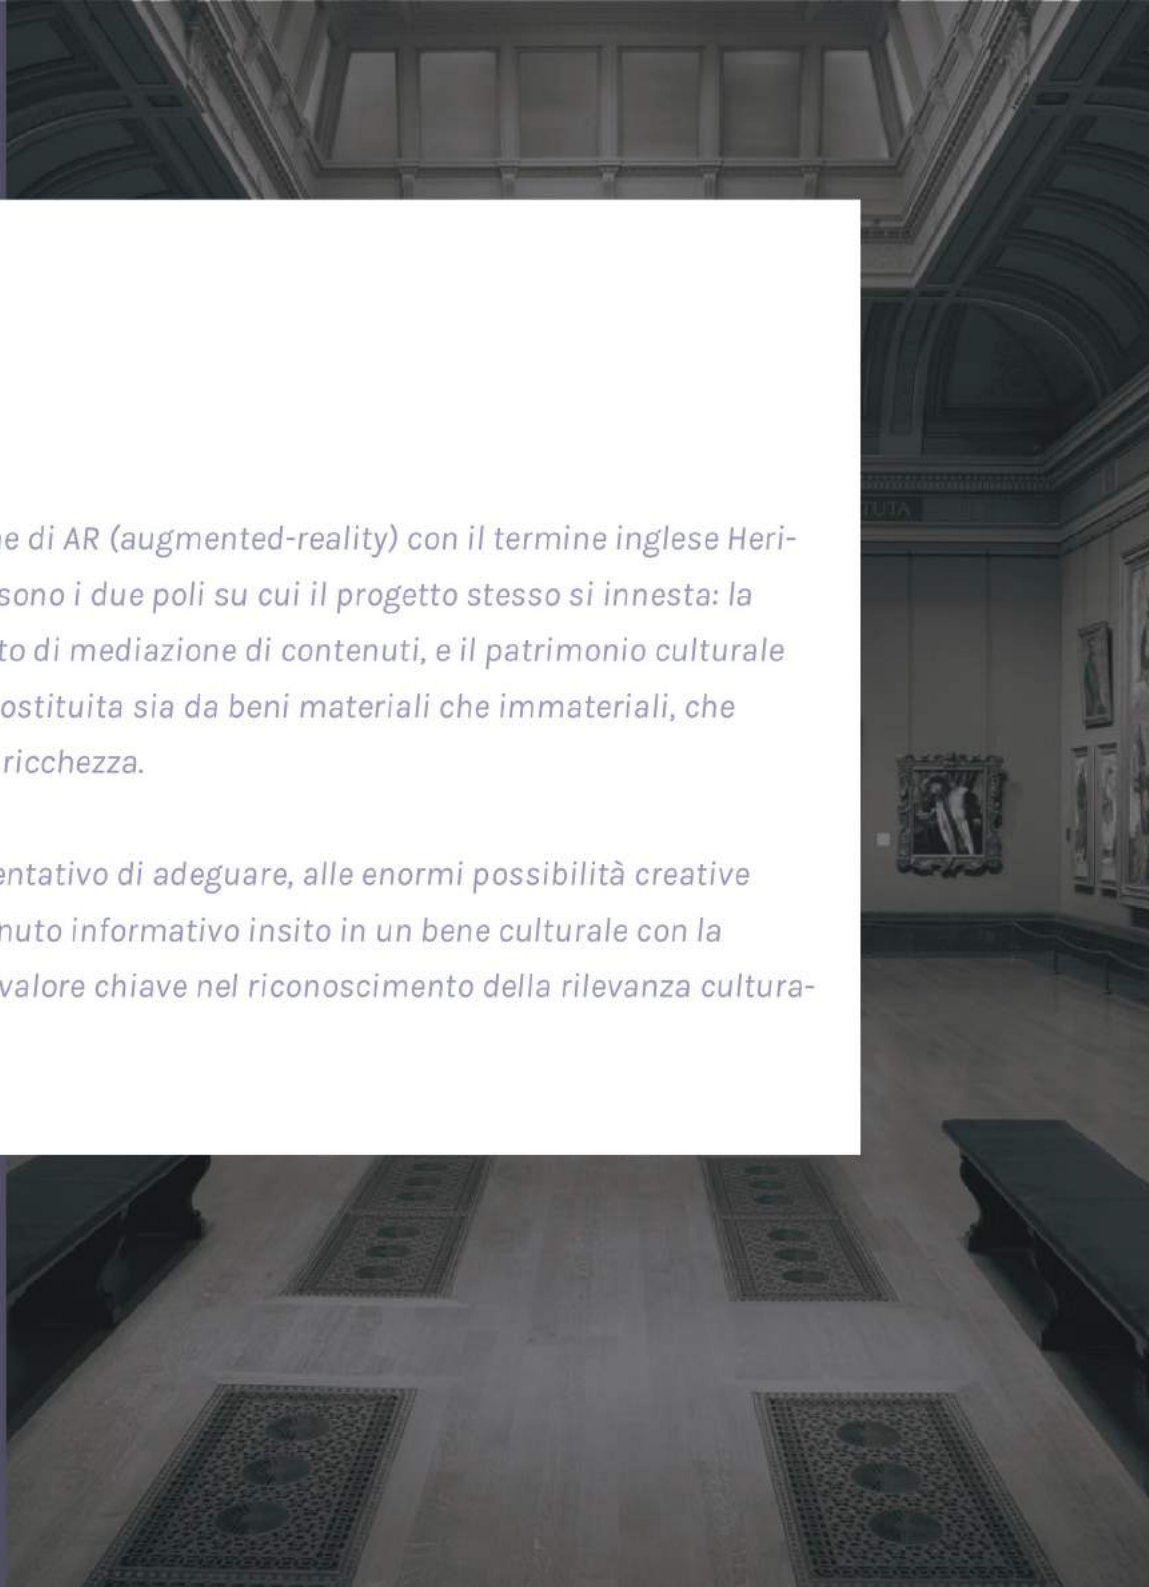 e di AR (augmented-reality) con il termine inglese Heri-
sono i due poli su cui il progetto stesso si innesta: la
to di mediazione di contenuti, e il patrimonio culturale
ostituita sia da beni materiali che immateriali, che
ricchezza.
entativo di adeguare, alle enormi possibilità creative
nuto informativo insito in un bene culturale con la
valore chiave nel riconoscimento della rilevanza cultura-
TUTA